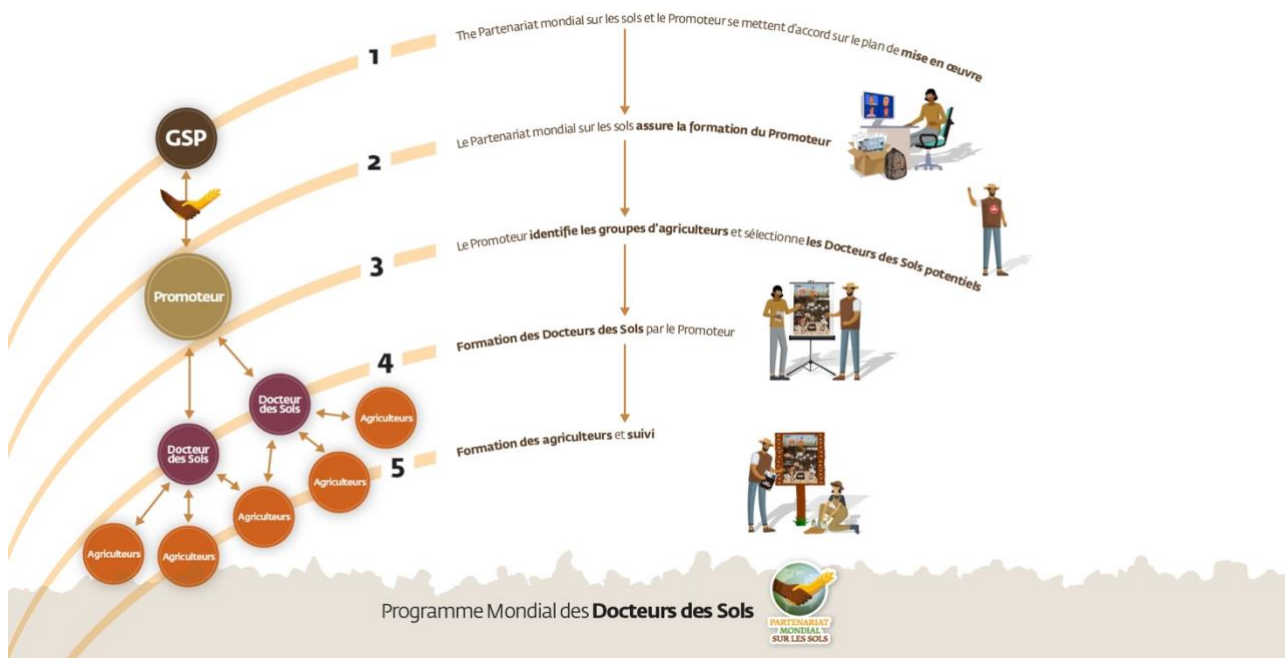 1
The Partenariat mondial sur les sols et le Promoteur se mettent d'accord sur le plan de mise en œuvre
GSP
2
Le Partenariat mondial sur les sols assure la formation du Promoteur
3
Le Promoteur identifie les groupes d'agriculteurs et sélectionne les Docteurs des Sols potentiels
Promoteur
4
Formation des Docteurs des Sols par le Promoteur
Docteur
des Sols
Agriculteurs
Docteur
des Sols
5
Formation des agriculteurs et suivi
Agriculteurs
Agriculteurs
Agriculteurs
Agriculteurs
Programme Mondial des Docteurs des Sols
PARTENARIAT
MONDIAL
SUR LES SOLS